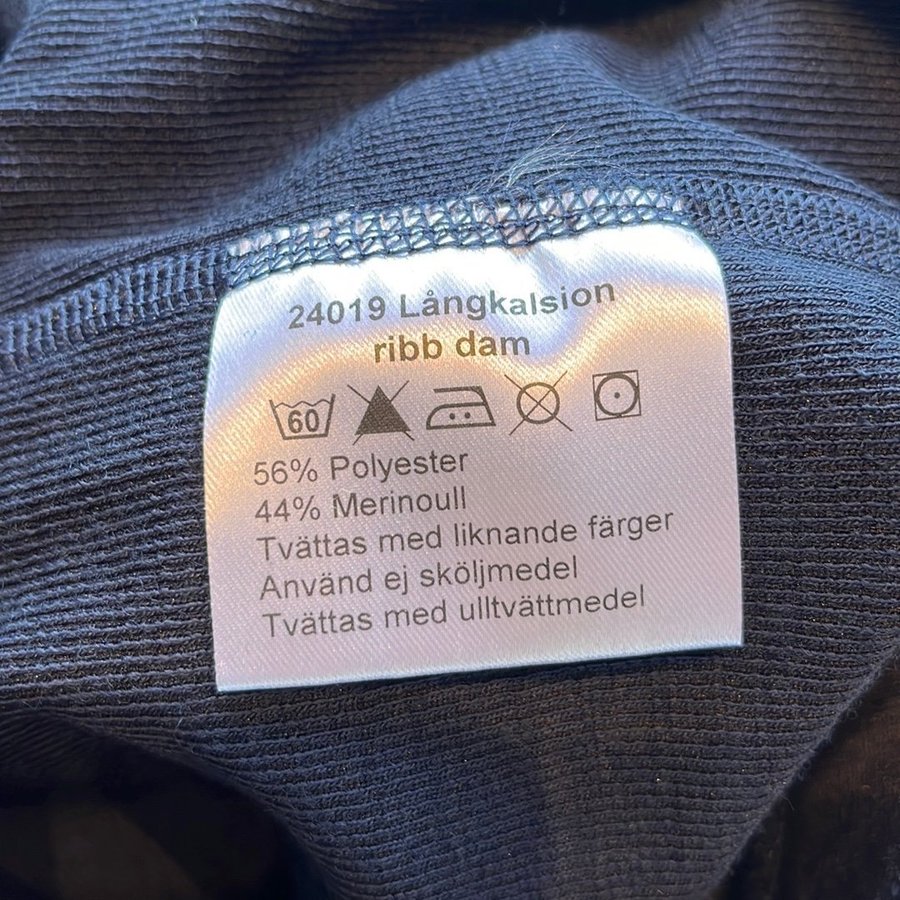 24019 Långkalsion
ribb dam
60
56% Polyester
44% Merinoull
Tvättas med liknande färger
Använd ej sköljmedel
Tvättas med ulltvättmedel